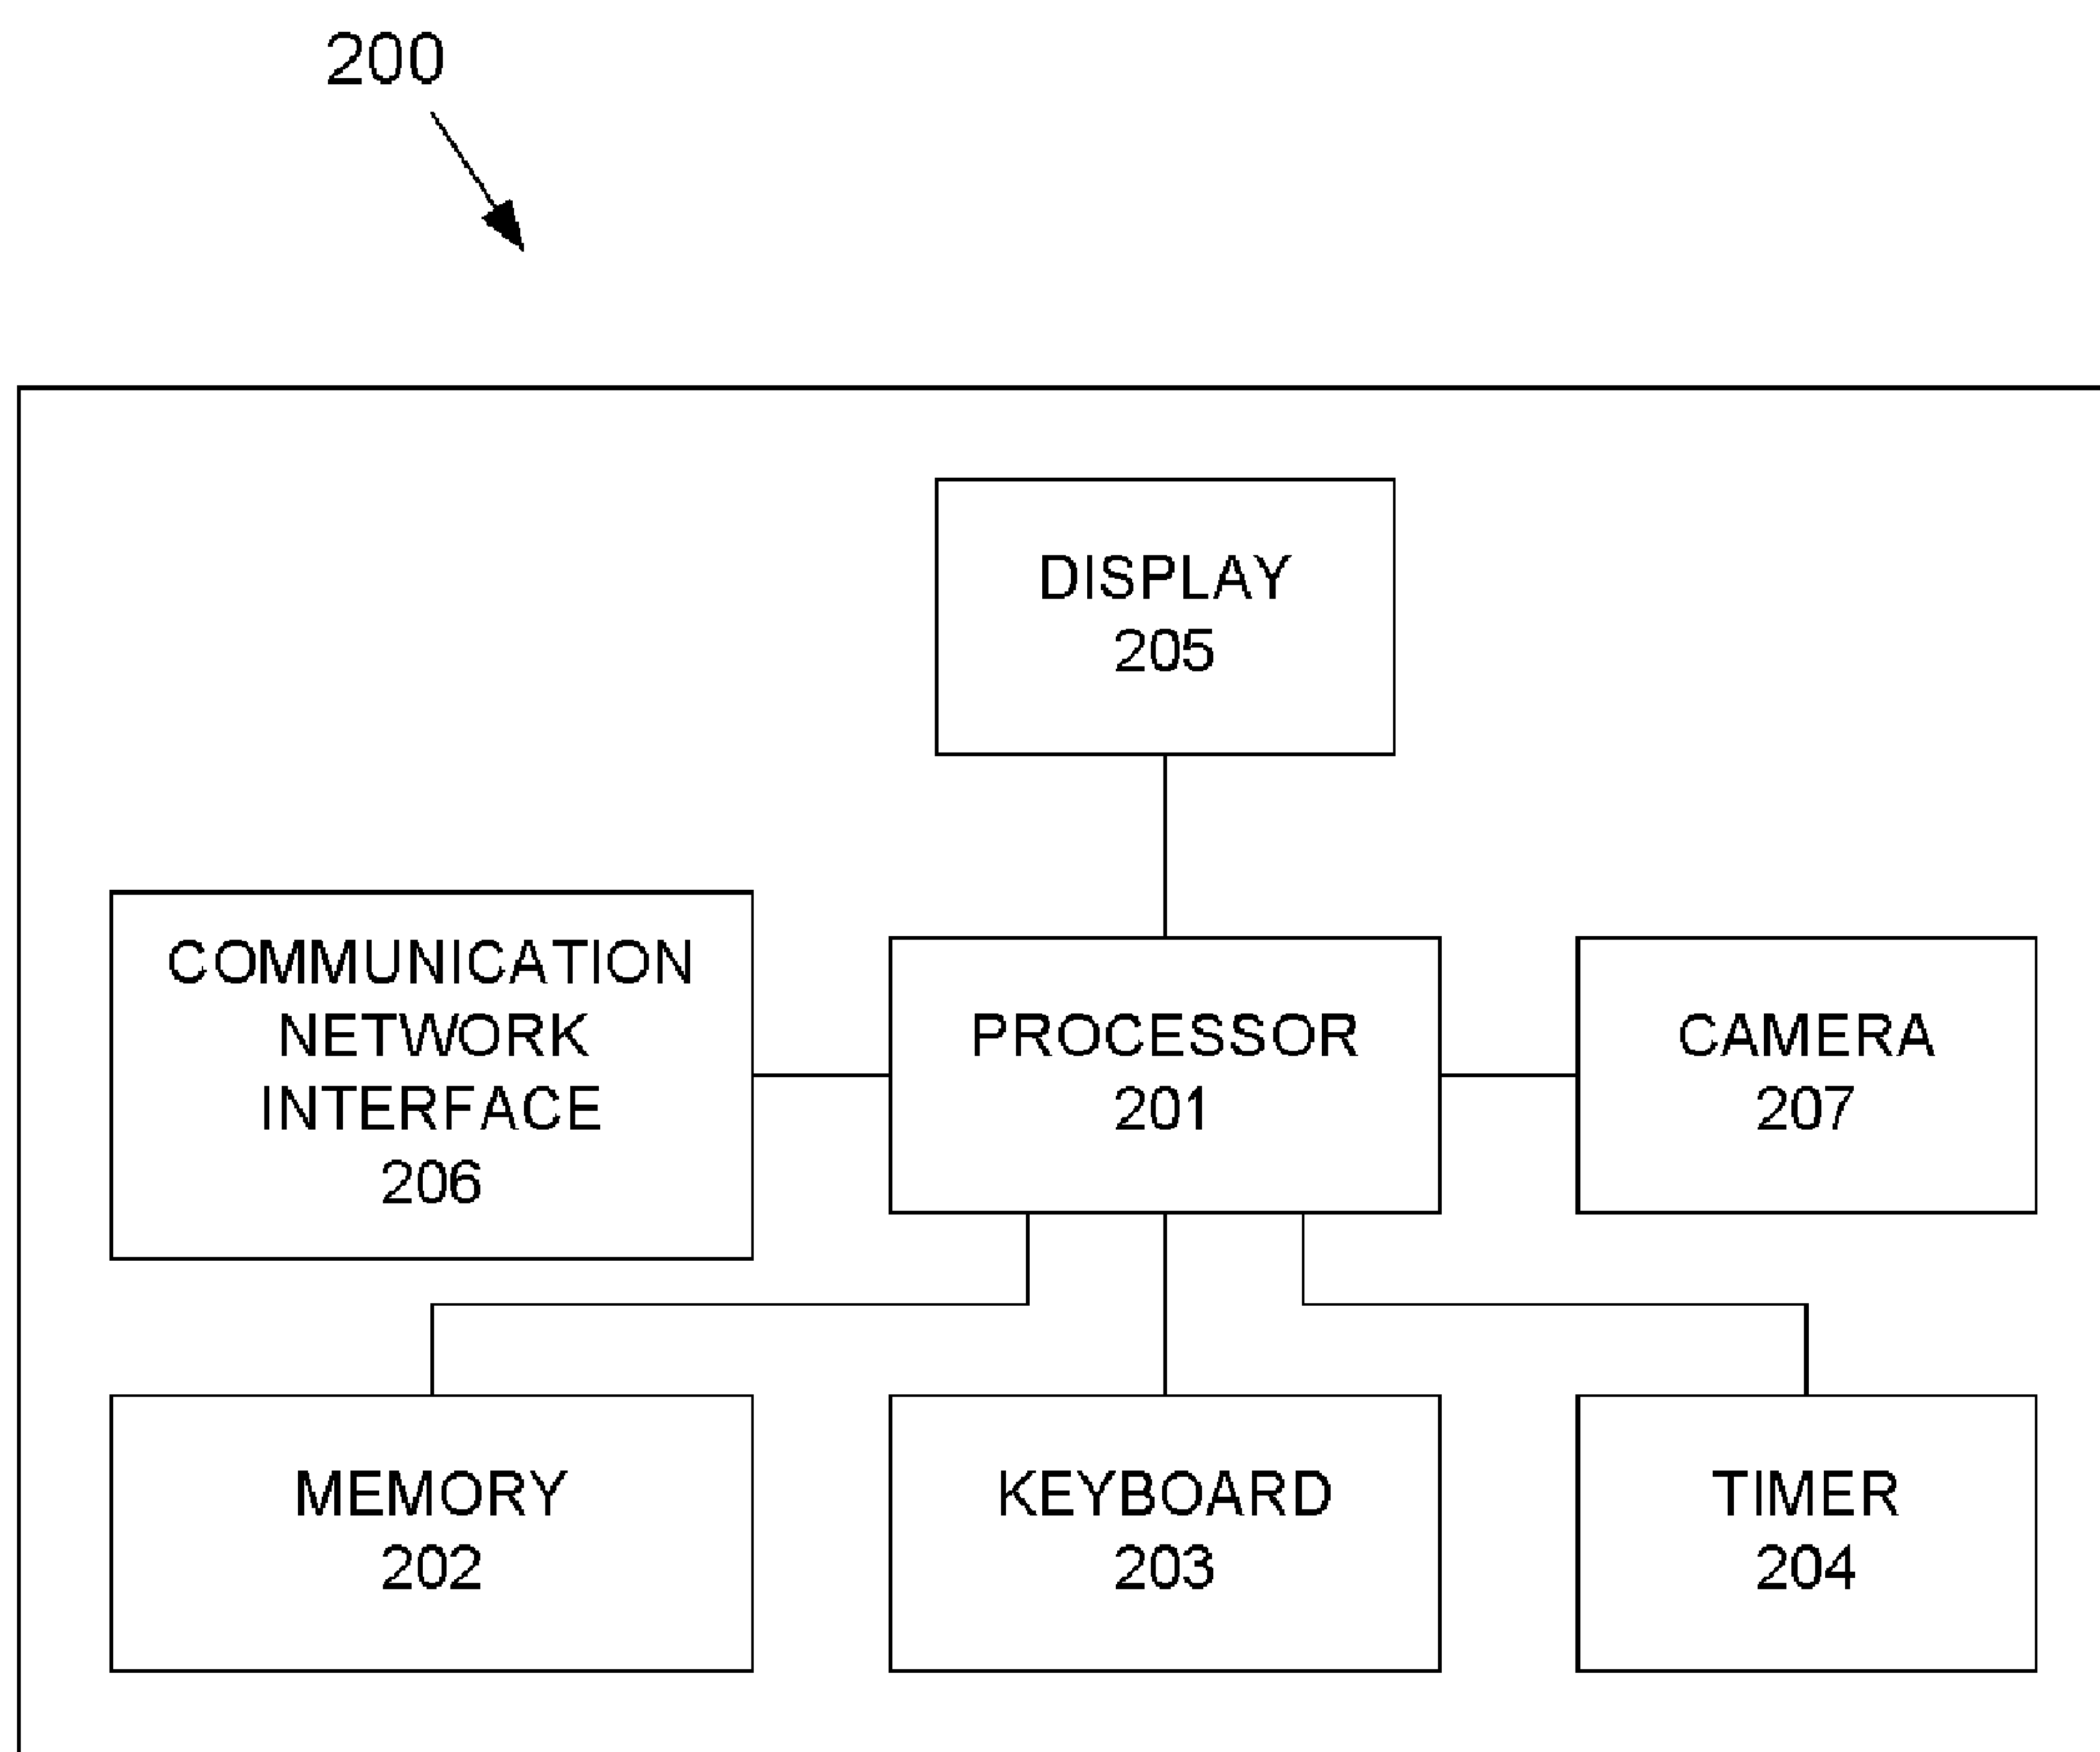 200
DISPLAY
205
COMMUNICATION
NETWORK
INTERFACE
206
PROCESSOR
201
CAMERA
207
MEMORY
202
KEYBOARD
203
TIMER
204